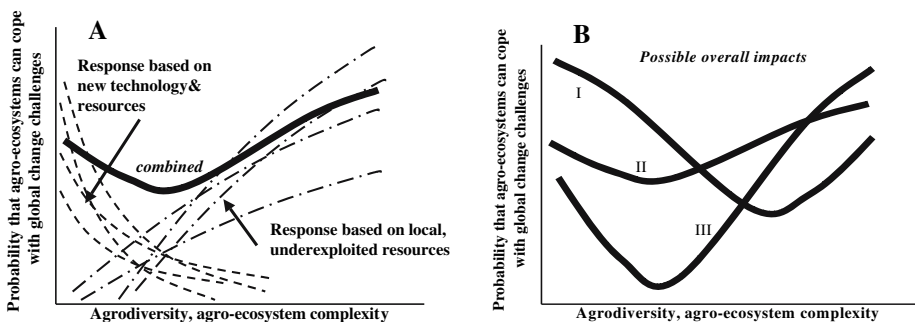 A
Probability that agro-ecosystems can cope
with global change challenges
Response based on
new technology&
resources
combined
Response based on local,
underexploited resources
Agrodiversity, agro-ecosystem complexity
B
Probability that agro-ecosystems can cope
with global change challenges
Possible overall impacts
I
II
III
Agrodiversity, agro-ecosystem complexity